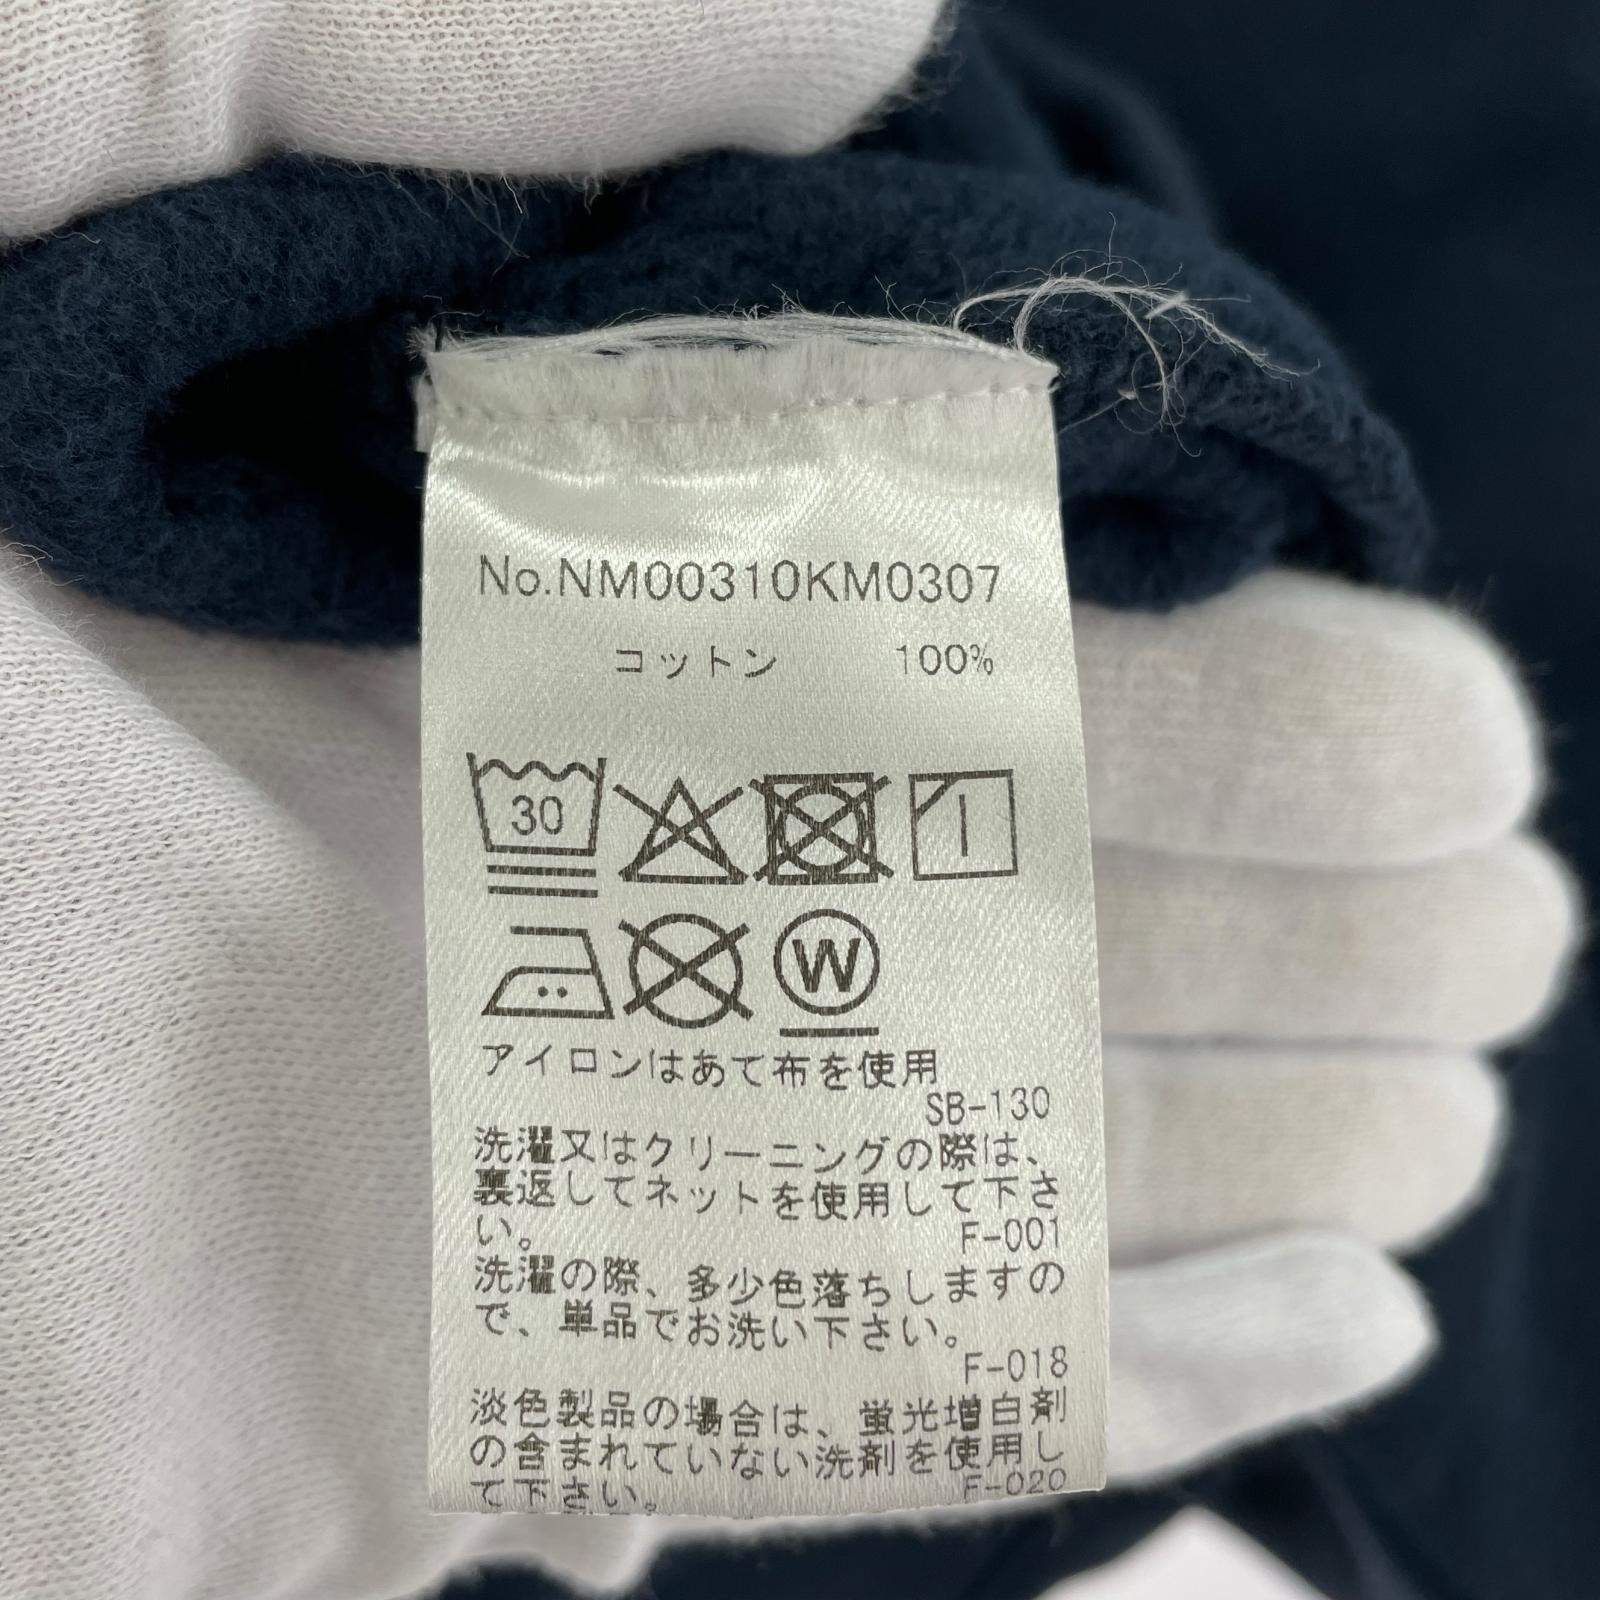 No.NM00310KM0307
コットン 100%
30
W
アイロンはあて布を使用
SB-130
洗濯又はクリーニングの際は、
裏返してネットを使用して下さ
い。 F-001
洗濯の際、多少色落ちしますの
で、単品でお洗い下さい。
F-018
淡色製品の場合は、蛍光増白剤
の含まれていない洗剤を使用し
て下さい。 F-020